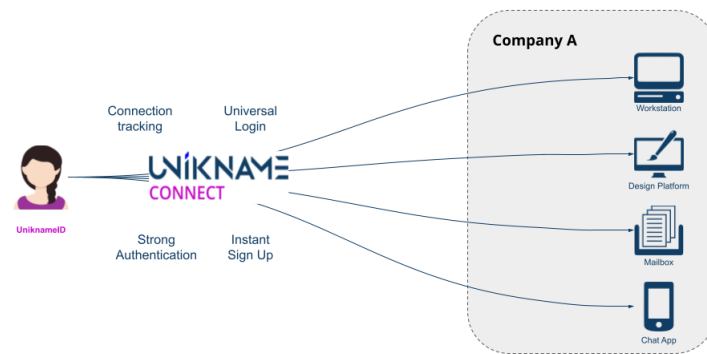 Company A
Workstation
Connection
tracking
Universal
Login
UNIKNAME
CONNECT
Design Platform
UniknameID
Strong
Authentication
Instant
Sign Up
Mailbox
Chat App